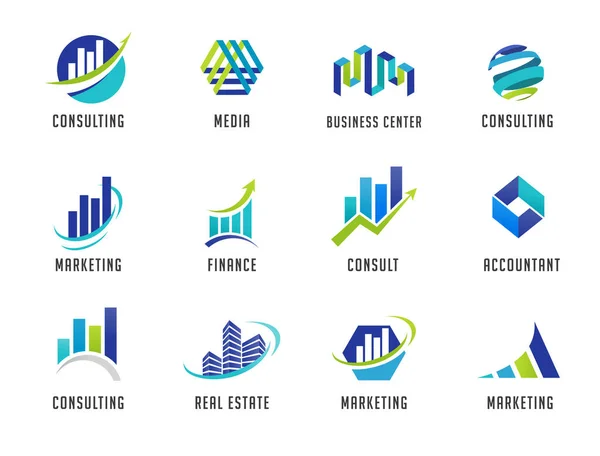 CONSULTING
MEDIA
BUSINESS CENTER
CONSULTING
MARKETING
FINANCE
CONSULT
ACCOUNTANT
CONSULTING
REAL ESTATE
MARKETING
MARKETING